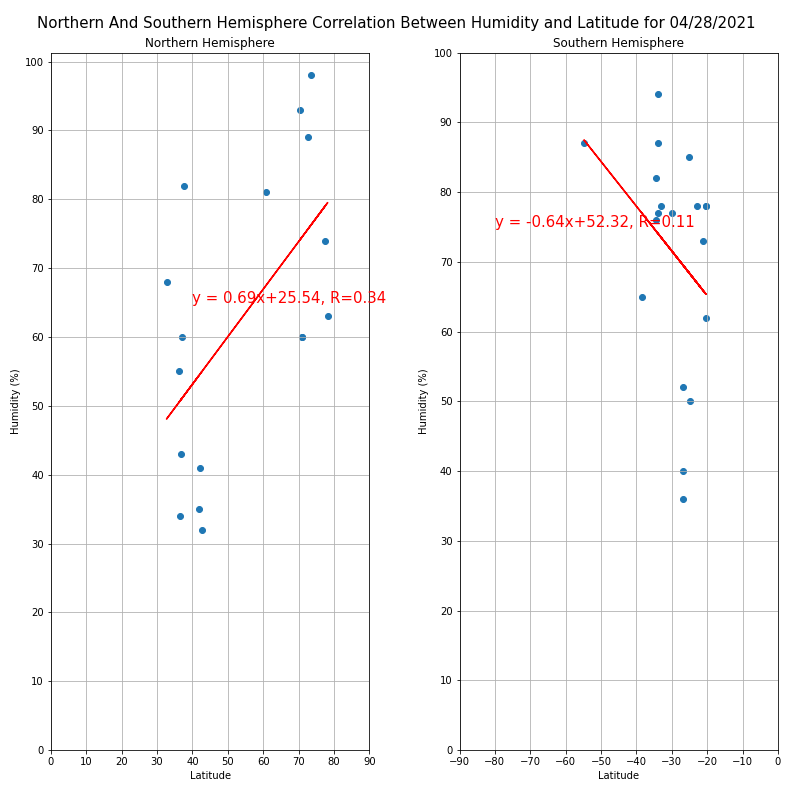 Northern And Southern Hemisphere Correlation Between Humidity and Latitude for 04/28/2021
Northern Hemisphere
100
90
80
70
60
50
40
30
20
10
0
Humidity (%)
y = 0.69x+25.54, R=0.34
0 10 20 30 40 50 60 70 80 90
Latitude
Southern Hemisphere
100
90
80
70
60
50
40
30
20
10
0
Humidity (%)
y = -0.64x+52.32, R=0.11
−90 −80 −70 −60 −50 −40 −30 −20 −10 0
Latitude